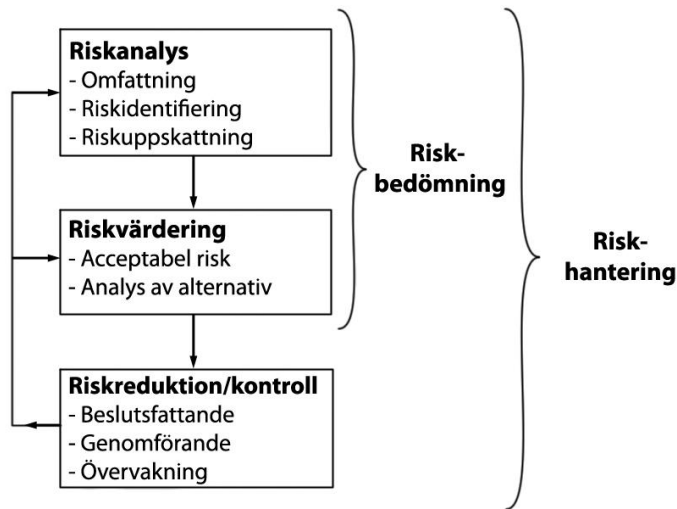 Riskanalys
- Omfattning
- Riskidentifiering
- Riskuppskattning
Risk-
bedömning
Riskvärdering
- Acceptabel risk
- Analys av alternativ
Risk-
hantering
Riskreduktion/kontroll
- Beslutsfattande
- Genomförande
- Övervakning